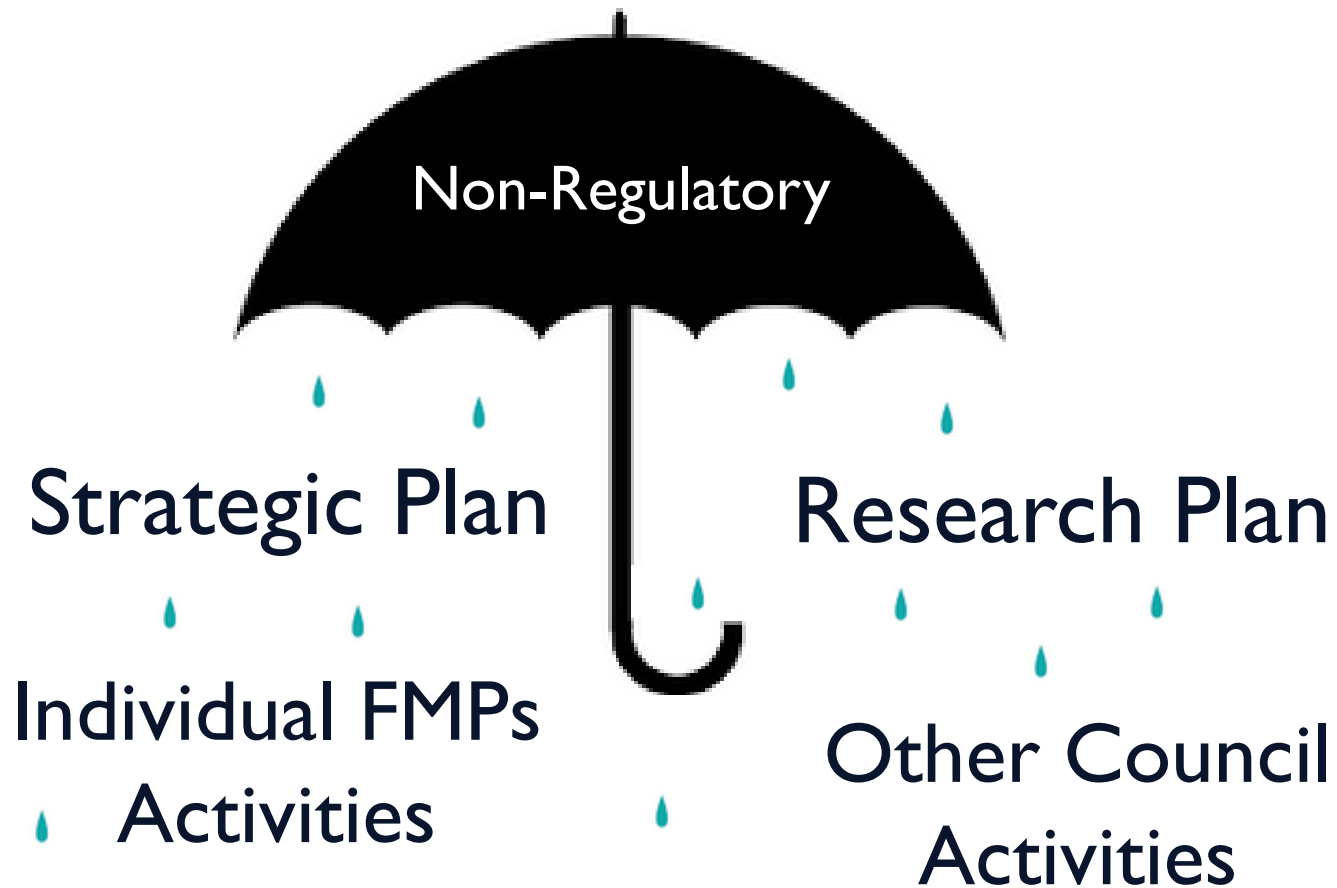 Non-Regulatory
Strategic Plan
Research Plan
Individual FMPs
Activities
Other Council
Activities